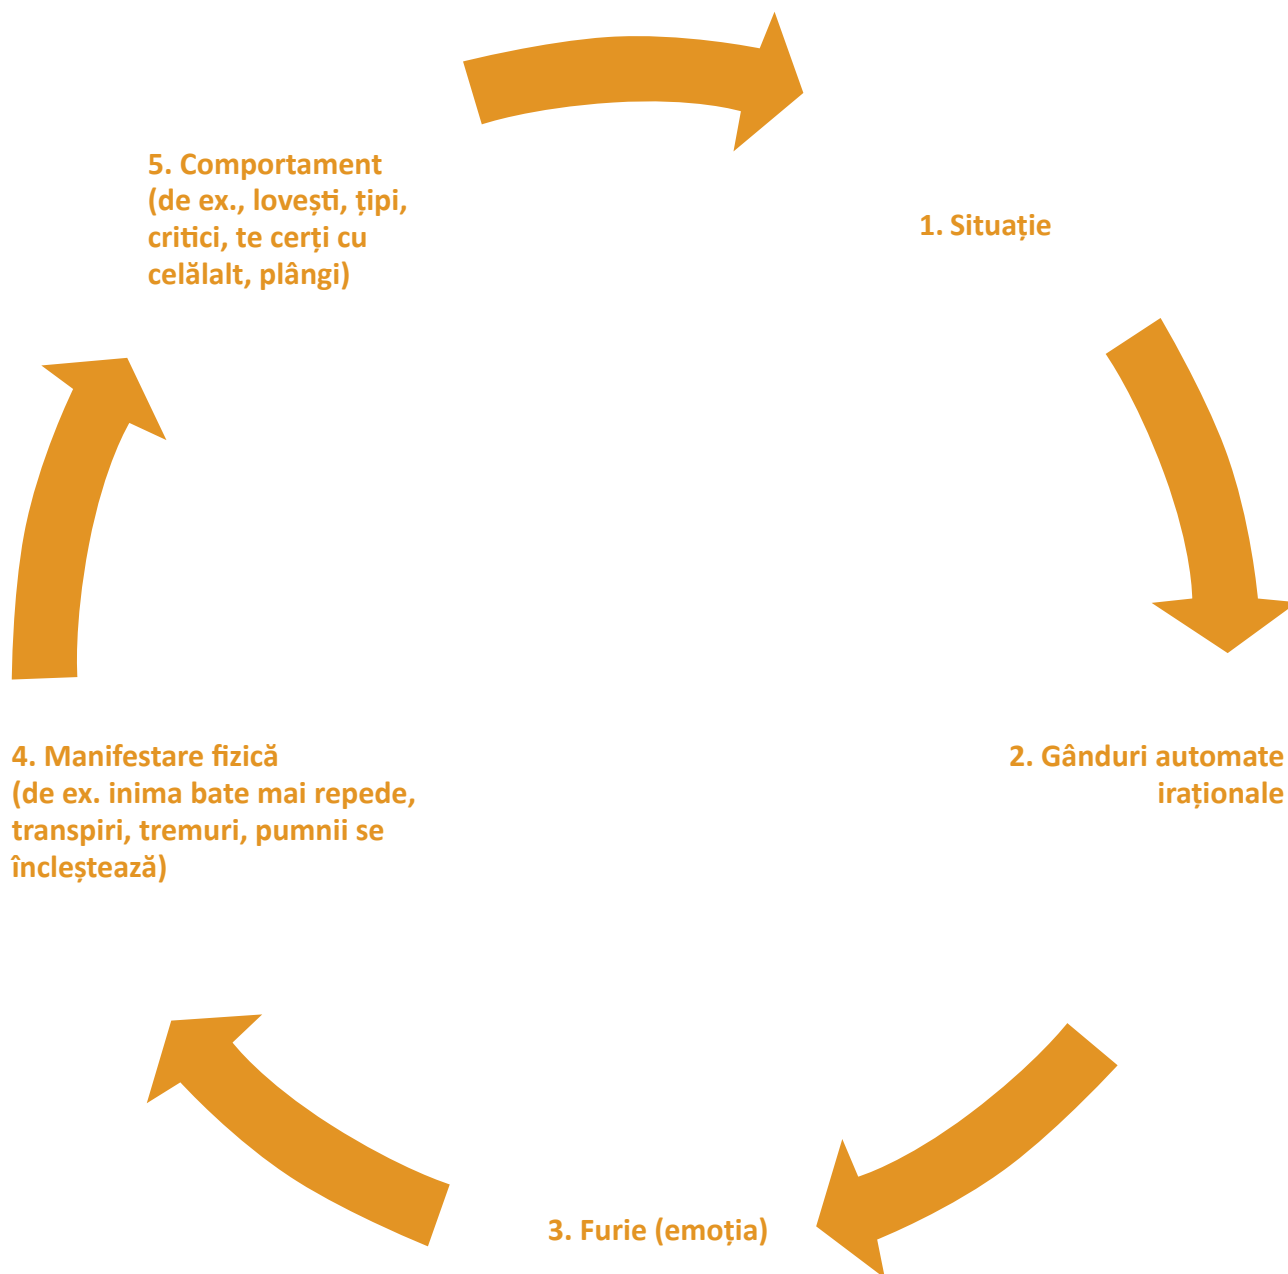 1. Situație
2. Gânduri automate
iraționale
3. Furie (emoția)
4. Manifestare fizică
(de ex. inima bate mai repede,
transpiri, tremuri, pumnii se
încleștează)
5. Comportament
(de ex., lovești, țipi,
critici, te cerți cu
celălalt, plângi)